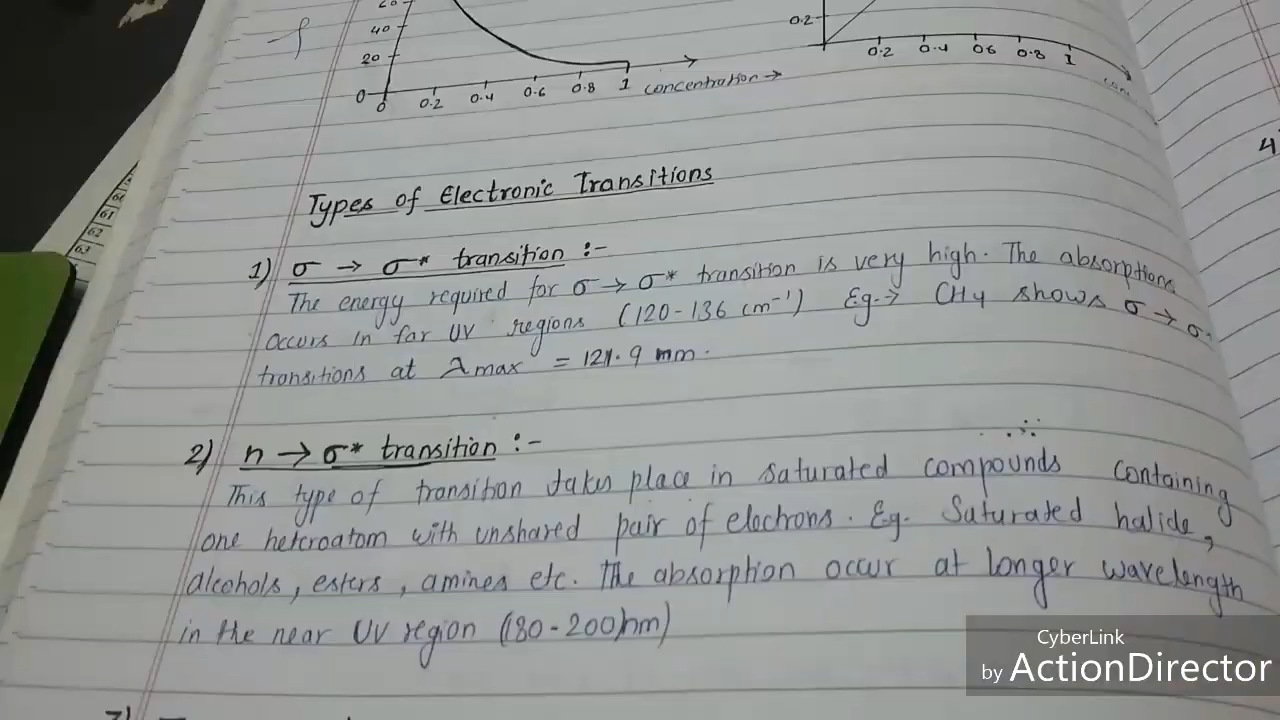 20
40
20
0
0 0.2 0.4 0.6 0.8 1 concentration →
0.2
0.2 0.4 0.6 0.8 1
4
Types of Electronic Transitions
1) σ → σ* transition :-
The energy required for σ → σ* transition is very high. The absorptions
occurs in far UV regions (120-136 cm⁻¹) Eg.→ CH4 shows σ → σ*
transitions at λmax = 121.9 nm.
2) n → σ* transition :-
This type of transition takes place in saturated compounds containing
one heteroatom with unshared pair of electrons. Eg. Saturated halide,
alcohols, esters, amines etc. The absorption occur at longer wavelength
in the near UV region (180-200)nm)
CyberLink
by ActionDirector